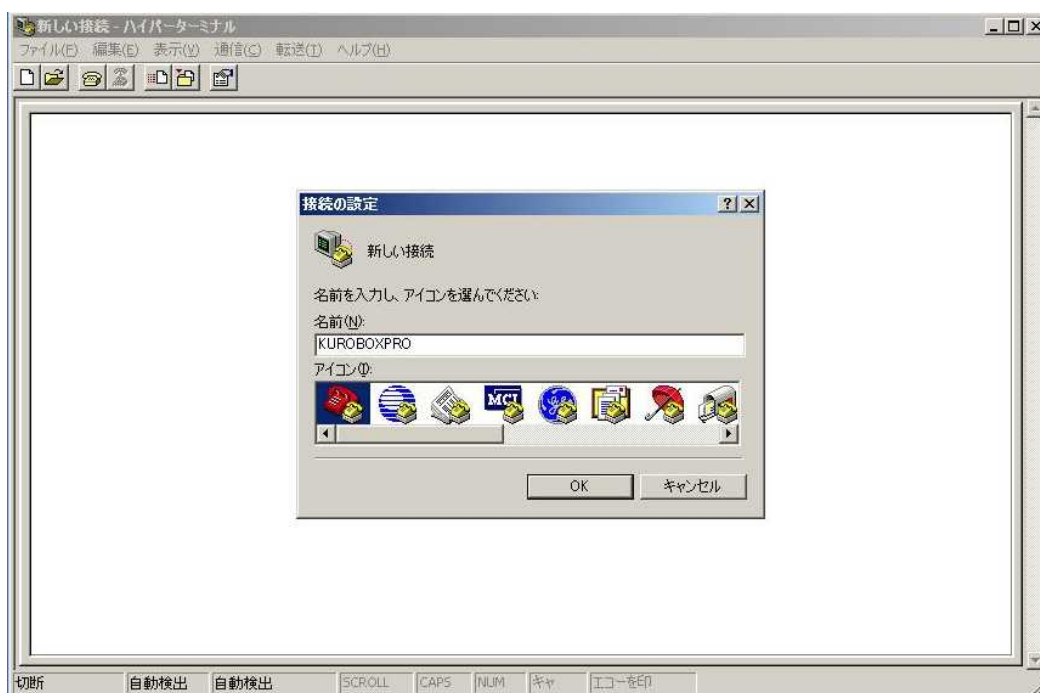 新しい接続 - ハイパーターミナル
ファイル(F) 編集(E) 表示(V) 通信(C) 転送(T) ヘルプ(H)
接続の設定
新しい接続
名前を入力し、アイコンを選んでください:
名前(N):
KUROBOXPRO
アイコン(I):
MCI
OK キャンセル
切断 自動検出 自動検出 SCROLL CAPS NUM キャ エコーを印